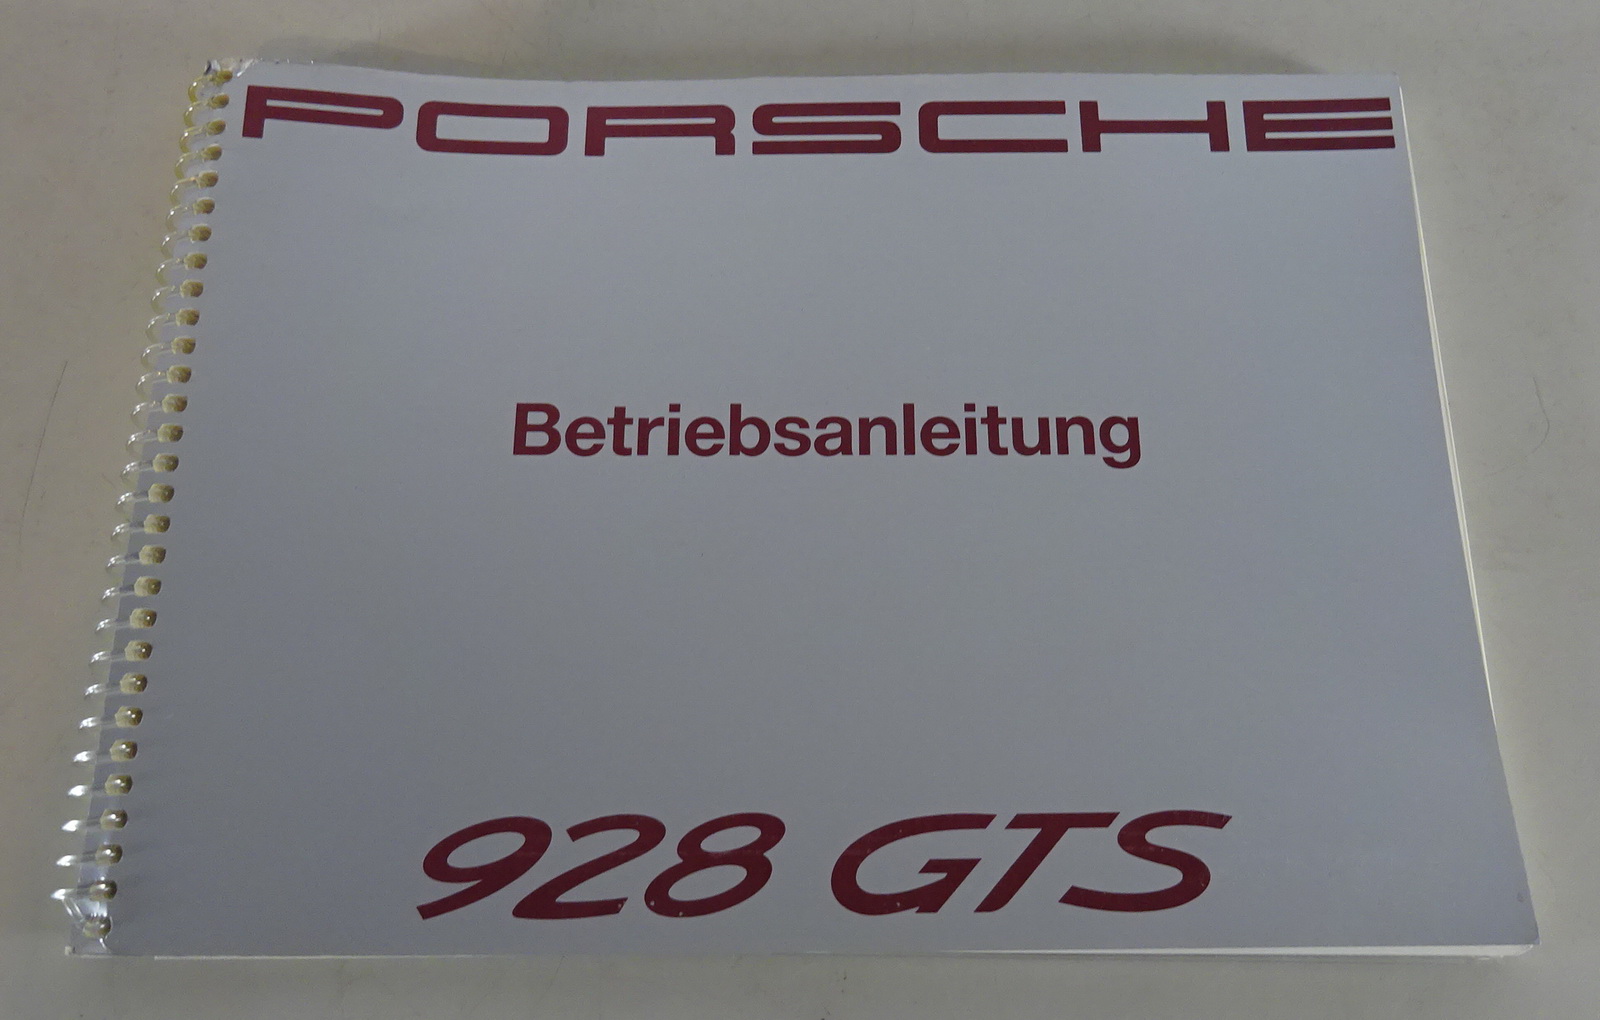 PORSCHE
Betriebsanleitung
928 GTS